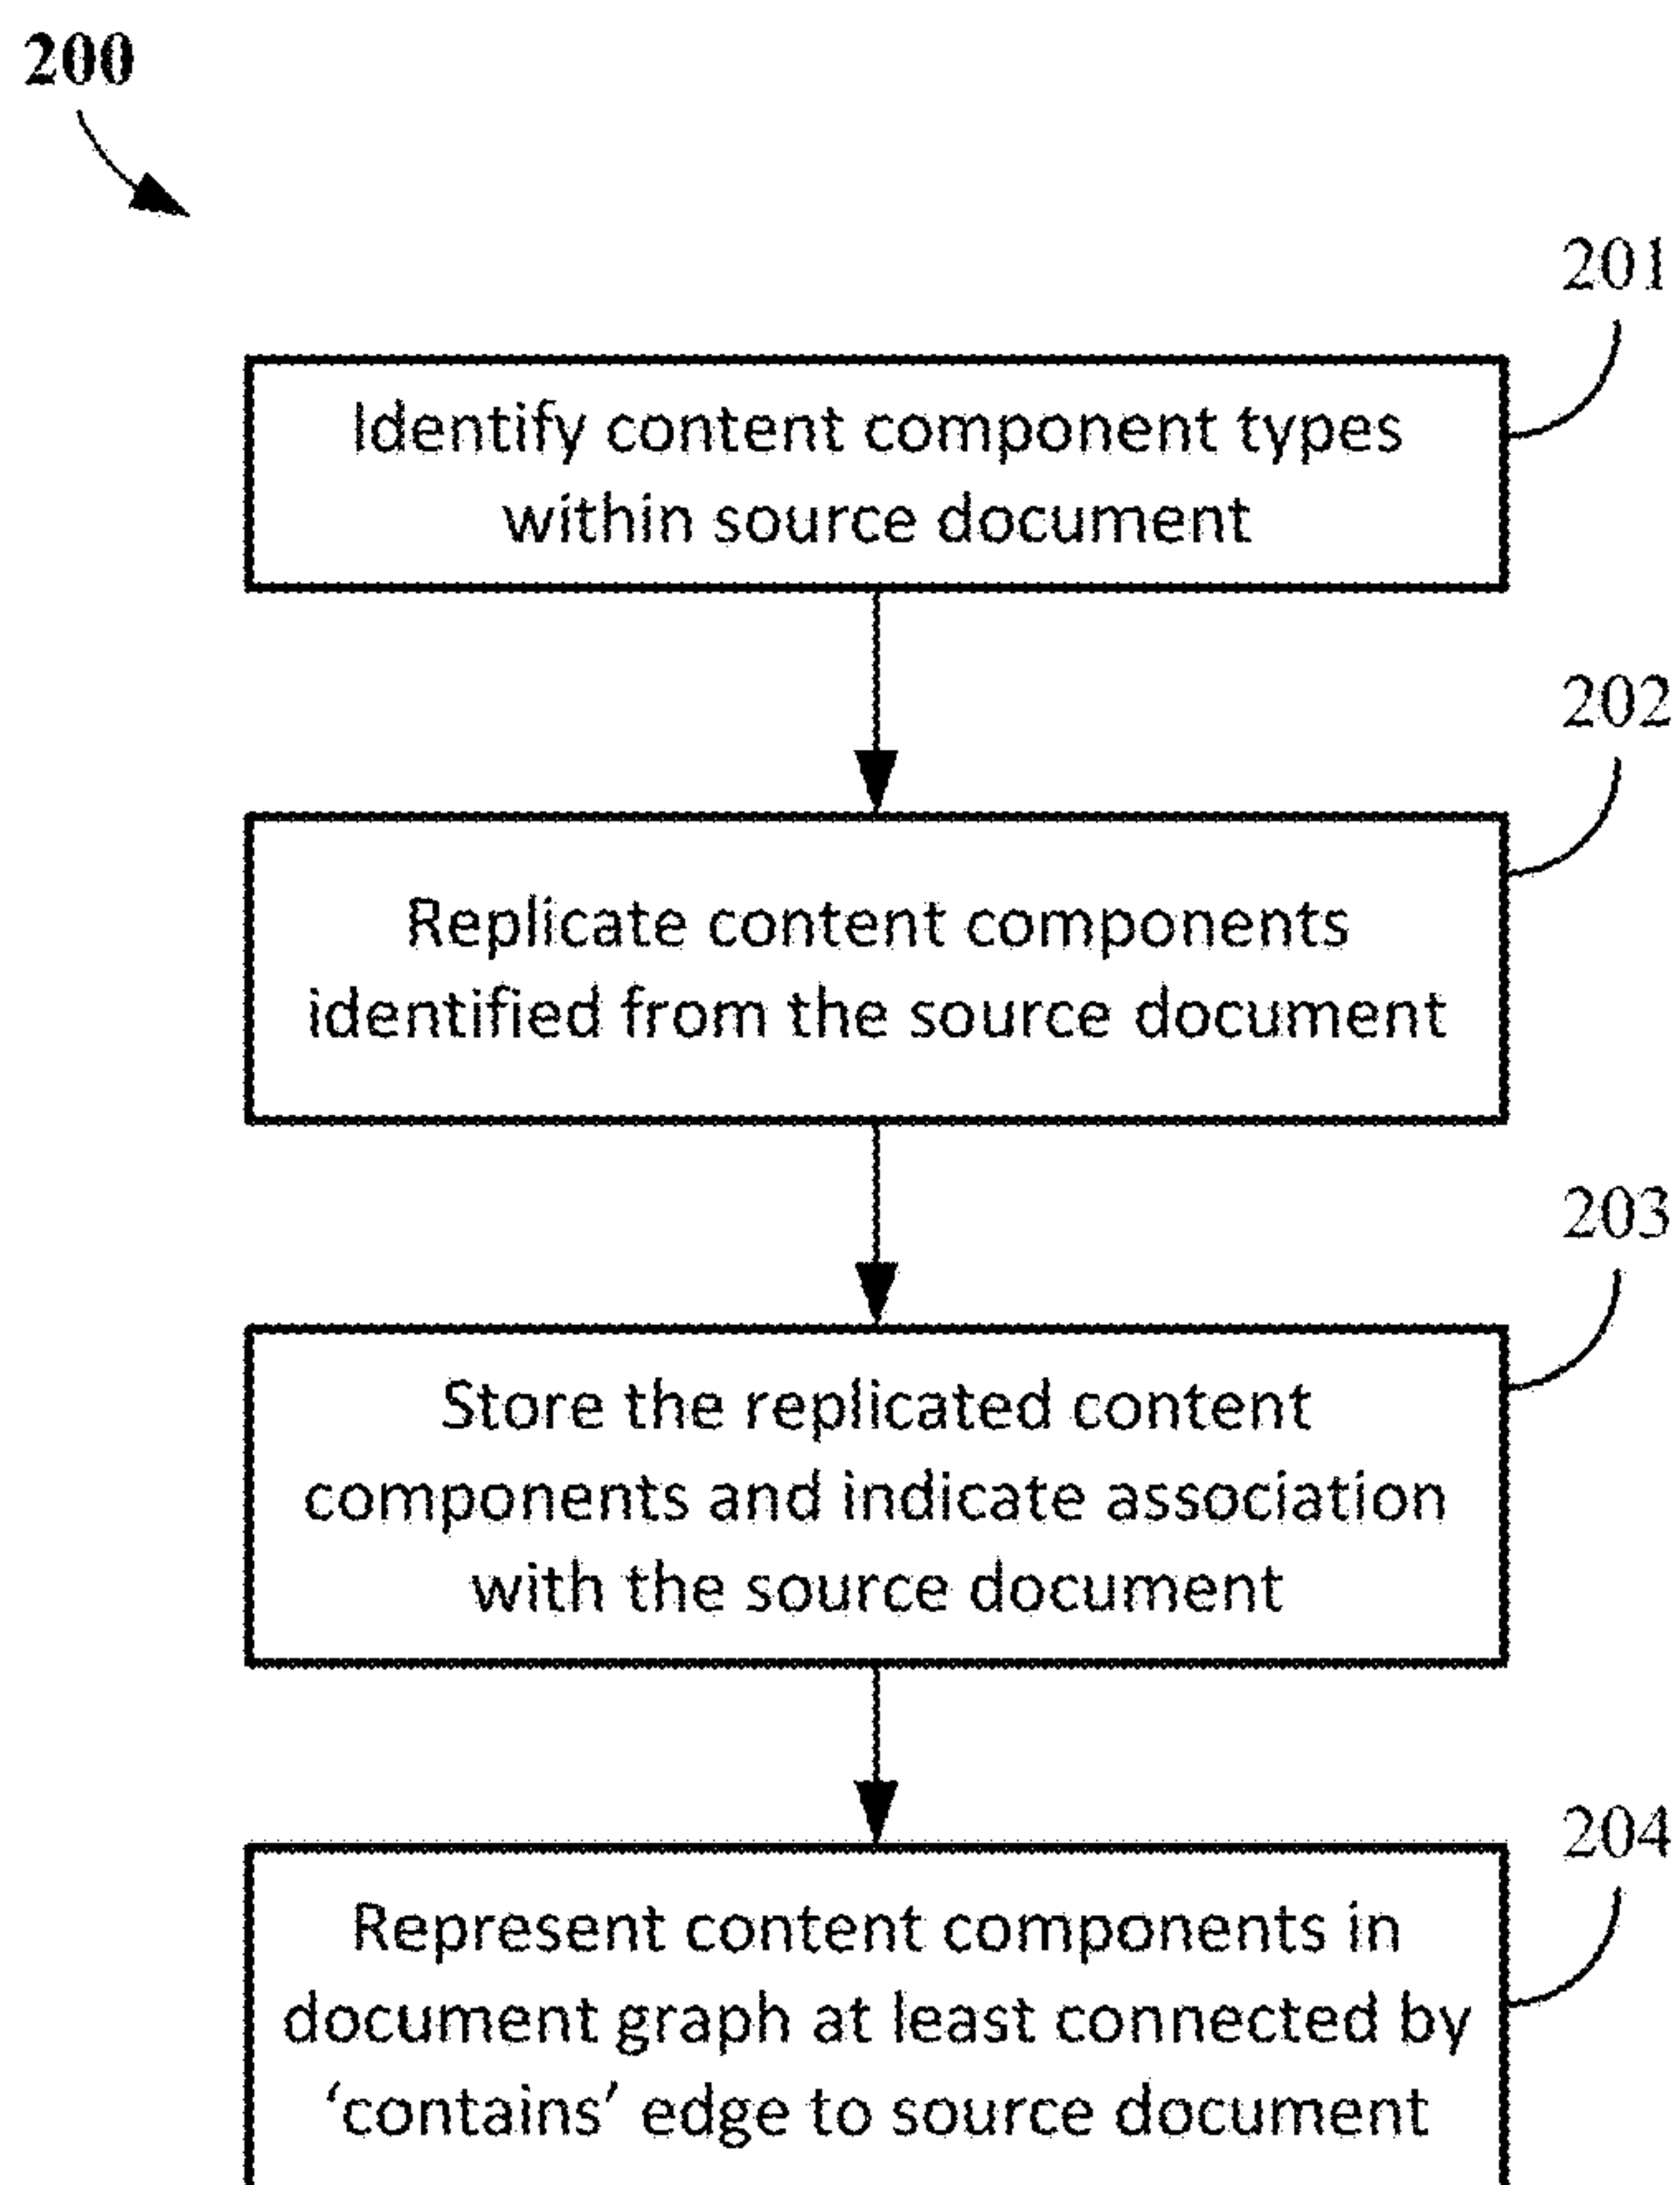 200
201
Identify content component types
within source document
202
Replicate content components
identified from the source document
203
Store the replicated content
components and indicate association
with the source document
204
Represent content components in
document graph at least connected by
‘contains’ edge to source document